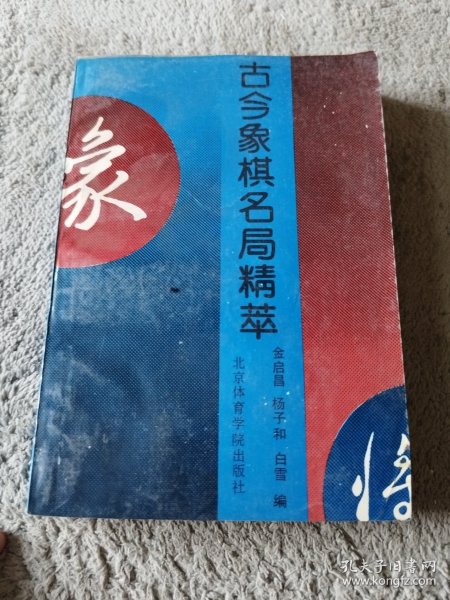 古今象棋名局精萃
金启昌 杨子和 白雪 编
北京体育学院出版社
象
将
孔夫子旧书网
www.kongfz.com